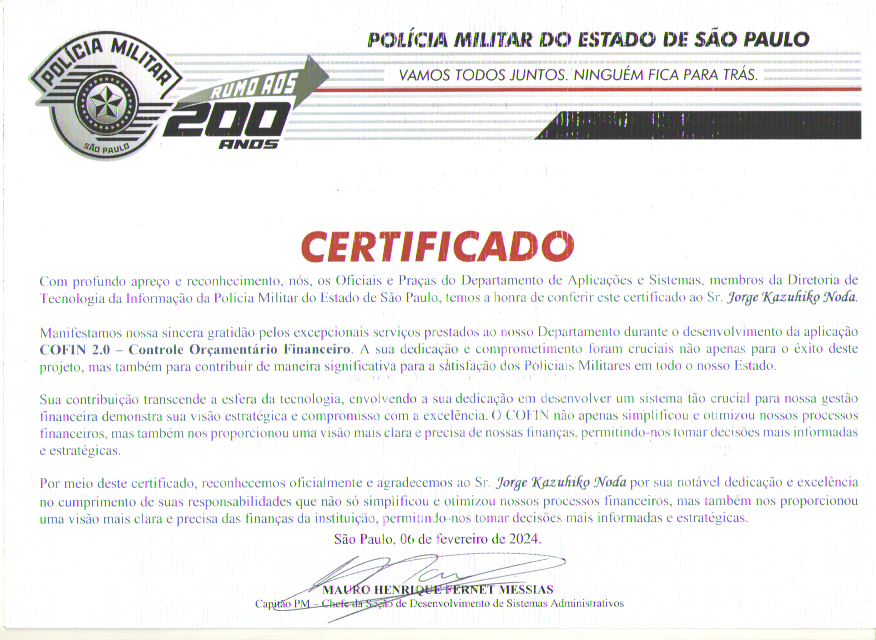 POLÍCIA MILITAR
SÃO PAULO
RUMO AOS
200
ANOS
POLÍCIA MILITAR DO ESTADO DE SÃO PAULO
VAMOS TODOS JUNTOS. NINGUÉM FICA PARA TRÁS.
CERTIFICADO
Com profundo apreço e reconhecimento, nós, os Oficiais e Praças do Departamento de Aplicações e Sistemas, membros da Diretoria de
Tecnologia da Informação da Polícia Militar do Estado de São Paulo, temos a honra de conferir este certificado ao Sr. Jorge Kazuhiko Noda.
Manifestamos nossa sincera gratidão pelos excepcionais serviços prestados ao nosso Departamento durante o desenvolvimento da aplicação
COFIN 2.0 – Controle Orçamentário Financeiro. A sua dedicação e comprometimento foram cruciais não apenas para o êxito deste
projeto, mas também para contribuir de maneira significativa para a satisfação dos Policiais Militares em todo o nosso Estado.
Sua contribuição transcende a esfera da tecnologia, envolvendo a sua dedicação em desenvolver um sistema tão crucial para nossa gestão
financeira demonstra sua visão estratégica e compromisso com a excelência. O COFIN não apenas simplificou e otimizou nossos processos
financeiros, mas também nos proporcionou uma visão mais clara e precisa de nossas finanças, permitindo-nos tomar decisões mais informadas
e estratégicas.
Por meio deste certificado, reconhecemos oficialmente e agradecemos ao Sr. Jorge Kazuhiko Noda por sua notável dedicação e excelência
no cumprimento de suas responsabilidades que não só simplificou e otimizou nossos processos financeiros, mas também nos proporcionou
uma visão mais clara e precisa das finanças da instituição, permitindo-nos tomar decisões mais informadas e estratégicas.
São Paulo, 06 de fevereiro de 2024.
MAURO HENRIQUE FERNET MESSIAS
Capitão PM – Chefe da Seção de Desenvolvimento de Sistemas Administrativos